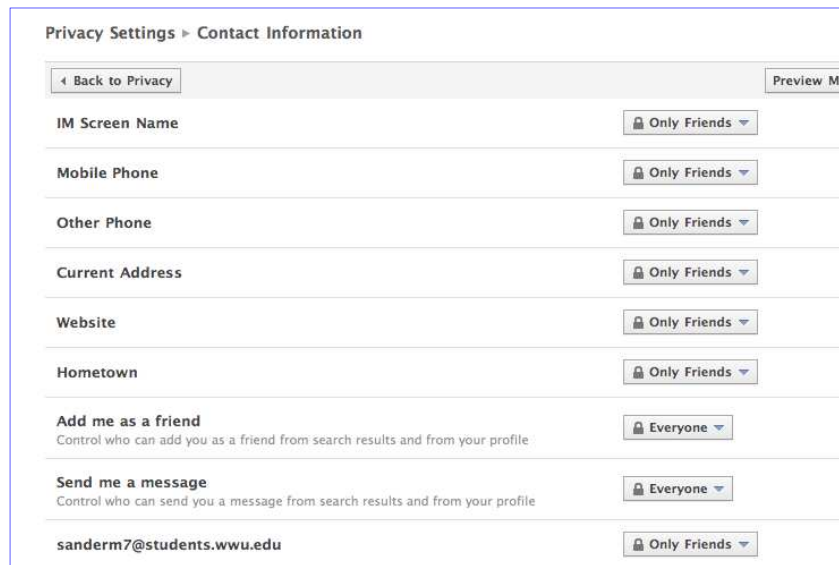 Privacy Settings ▸ Contact Information
Back to Privacy
Preview M
IM Screen Name Only Friends
Mobile Phone Only Friends
Other Phone Only Friends
Current Address Only Friends
Website Only Friends
Hometown Only Friends
Add me as a friend
Control who can add you as a friend from search results and from your profile
Everyone
Send me a message
Control who can send you a message from search results and from your profile
Everyone
sanderm7@students.wwu.edu Only Friends